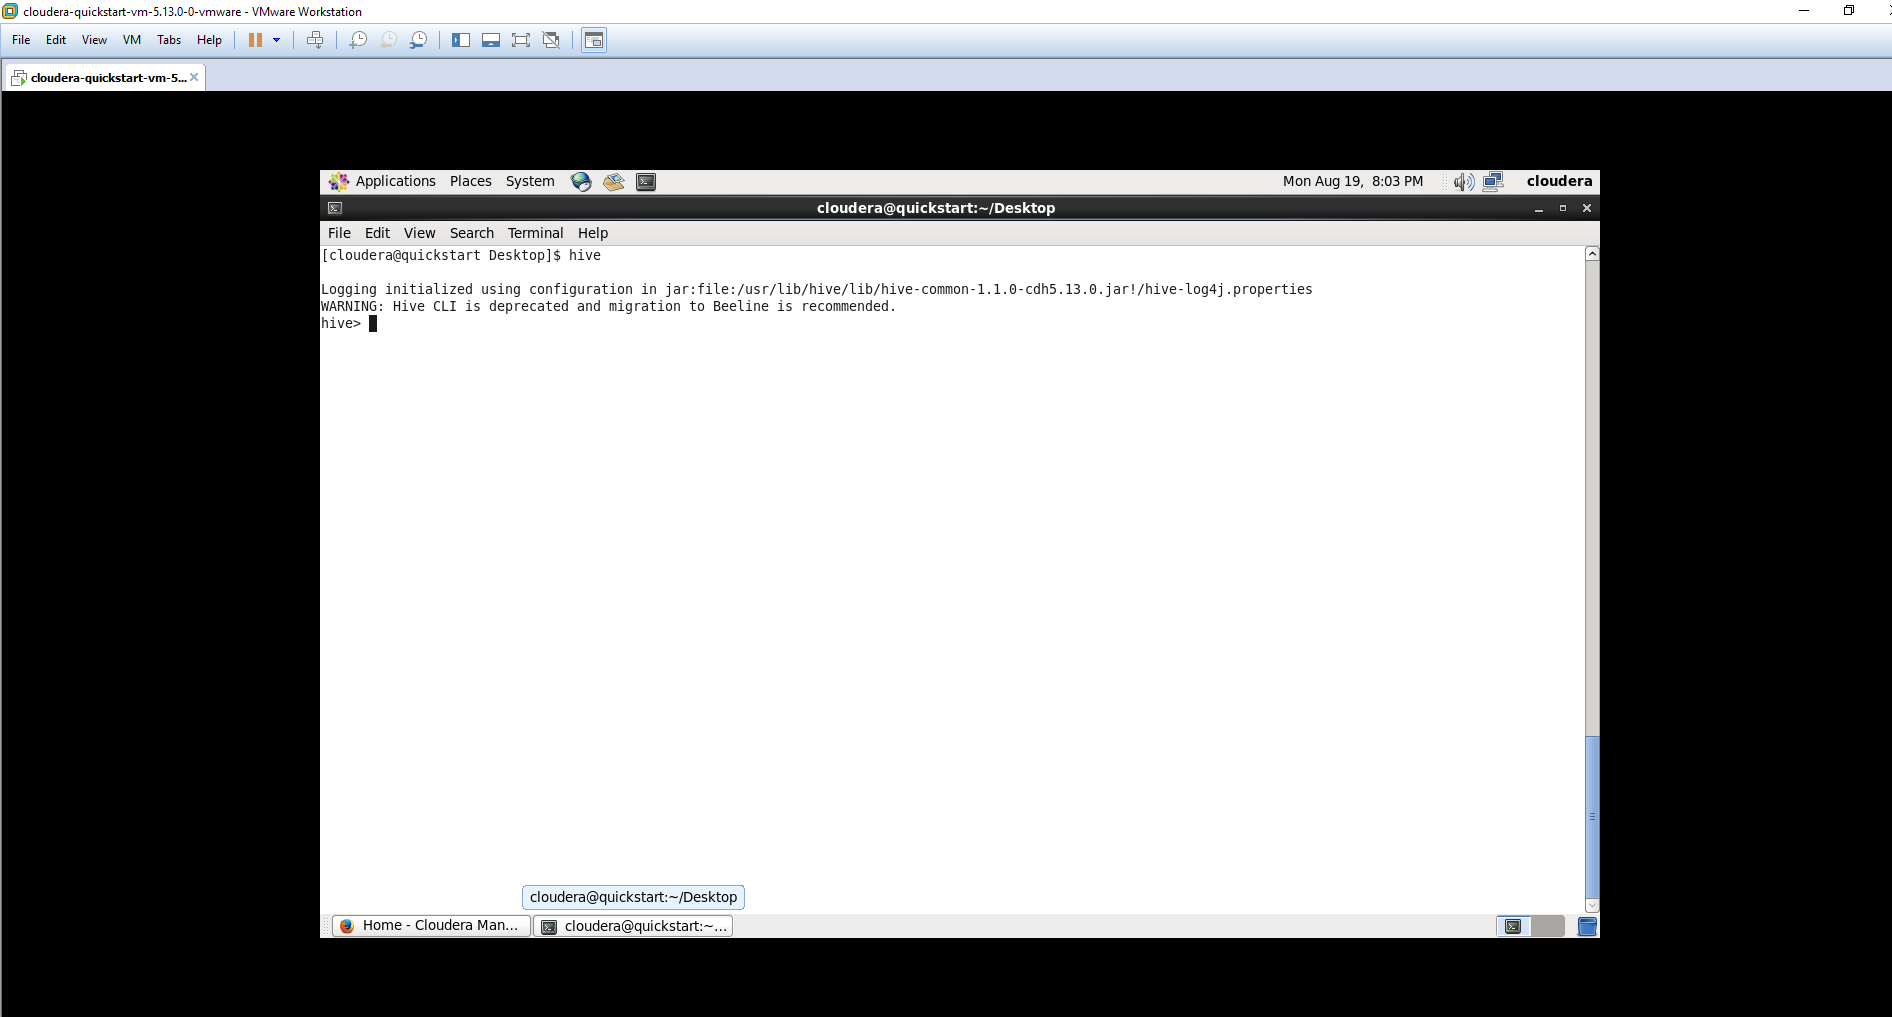 cloudera-quickstart-vm-5.13.0-0-vmware - VMware Workstation
File Edit View VM Tabs Help
cloudera-quickstart-vm-5...
Applications Places System Mon Aug 19, 8:03 PM cloudera
cloudera@quickstart:~/Desktop
File Edit View Search Terminal Help
[cloudera@quickstart Desktop]$ hive
Logging initialized using configuration in jar:file:/usr/lib/hive/lib/hive-common-1.1.0-cdh5.13.0.jar!/hive-log4j.properties
WARNING: Hive CLI is deprecated and migration to Beeline is recommended.
hive>
cloudera@quickstart:~/Desktop
Home - Cloudera Man... cloudera@quickstart:~...